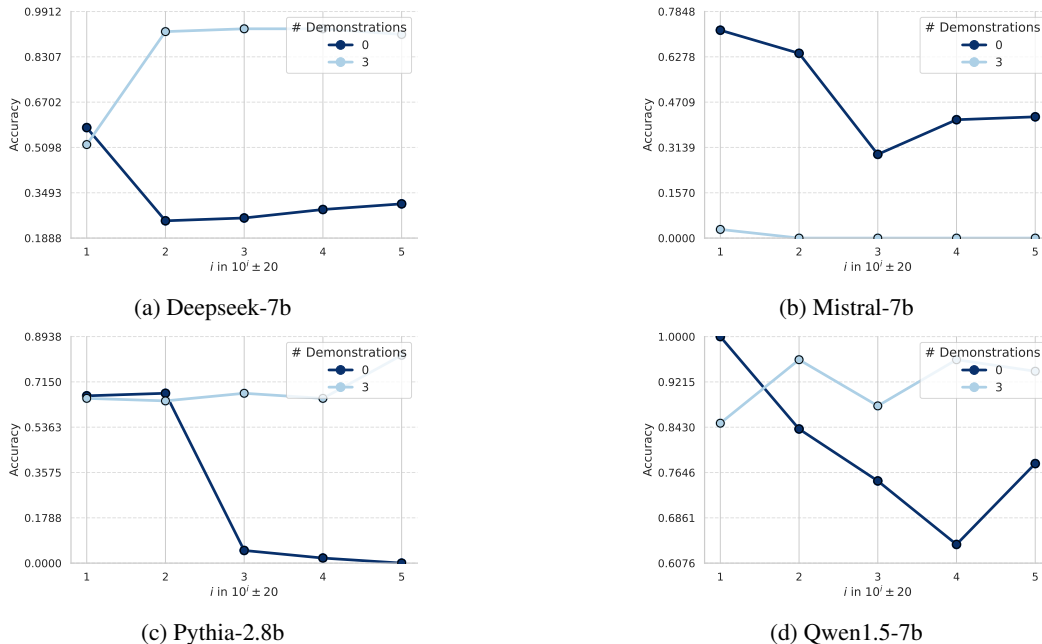 0.9912
0.8307
0.6702
0.5098
0.3493
0.1888
Accuracy
# Demonstrations
0
3
1 2 3 4 5
i in 10^i ± 20
(a) Deepseek-7b
0.7848
0.6278
0.4709
0.3139
0.1570
0.0000
Accuracy
# Demonstrations
0
3
1 2 3 4 5
i in 10^i ± 20
(b) Mistral-7b
0.8938
0.7150
0.5363
0.3575
0.1788
0.0000
Accuracy
# Demonstrations
0
3
1 2 3 4 5
i in 10^i ± 20
(c) Pythia-2.8b
1.0000
0.9215
0.8430
0.7646
0.6861
0.6076
Accuracy
# Demonstrations
0
3
1 2 3 4 5
i in 10^i ± 20
(d) Qwen1.5-7b